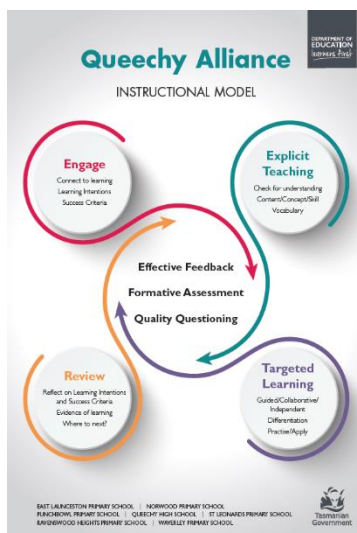 DEPARTMENT OF
EDUCATION
learners first
Queechy Alliance
INSTRUCTIONAL MODEL
Engage
Connect to learning
Learning Intentions
Success Criteria
Explicit
Teaching
Check for understanding
Content/Concept/Skill
Vocabulary
Effective Feedback
Formative Assessment
Quality Questioning
Review
Reflect on Learning Intentions
and Success Criteria
Evidence of learning
Where to next?
Targeted
Learning
Guided/Collaborative/
Independent
Differentiation
Practise/Apply
EAST LAUNCESTON PRIMARY SCHOOL | NORWOOD PRIMARY SCHOOL
PUNCHBOWL PRIMARY SCHOOL | QUEECHY HIGH SCHOOL | ST LEONARDS PRIMARY SCHOOL
RAVENSWOOD HEIGHTS PRIMARY SCHOOL | WAVERLEY PRIMARY SCHOOL
Tasmanian
Government